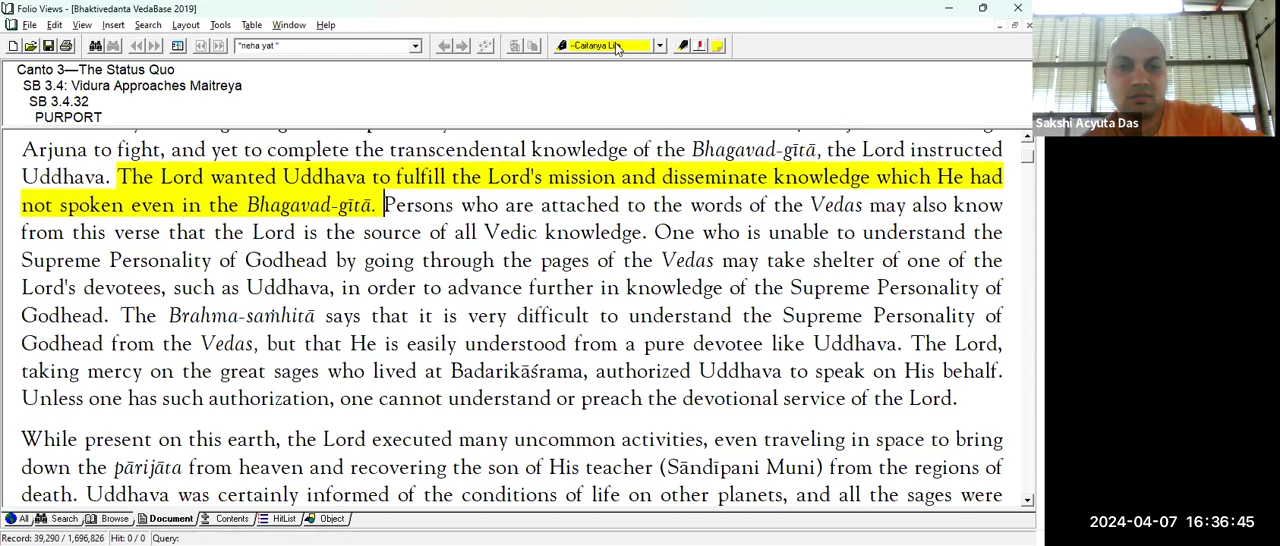 Folio Views - [Bhaktivedanta VedaBase 2019]
File Edit View Insert Search Layout Tools Table Window Help
"neha yat "
--Caitanya Li
Canto 3—The Status Quo
SB 3.4: Vidura Approaches Maitreya
SB 3.4.32
PURPORT
Arjuna to fight, and yet to complete the transcendental knowledge of the Bhagavad-gītā, the Lord instructed
Uddhava. The Lord wanted Uddhava to fulfill the Lord's mission and disseminate knowledge which He had
not spoken even in the Bhagavad-gītā. Persons who are attached to the words of the Vedas may also know
from this verse that the Lord is the source of all Vedic knowledge. One who is unable to understand the
Supreme Personality of Godhead by going through the pages of the Vedas may take shelter of one of the
Lord's devotees, such as Uddhava, in order to advance further in knowledge of the Supreme Personality of
Godhead. The Brahma-saṁhitā says that it is very difficult to understand the Supreme Personality of
Godhead from the Vedas, but that He is easily understood from a pure devotee like Uddhava. The Lord,
taking mercy on the great sages who lived at Badarikāśrama, authorized Uddhava to speak on His behalf.
Unless one has such authorization, one cannot understand or preach the devotional service of the Lord.
While present on this earth, the Lord executed many uncommon activities, even traveling in space to bring
down the pārijāta from heaven and recovering the son of His teacher (Sāndīpani Muni) from the regions of
death. Uddhava was certainly informed of the conditions of life on other planets, and all the sages were
All Search Browse Document Contents HitList Object
Record: 39,290 / 1,696,826 Hit: 0 / 0 Query:
Sakshi Acyuta Das
2024-04-07 16:36:45